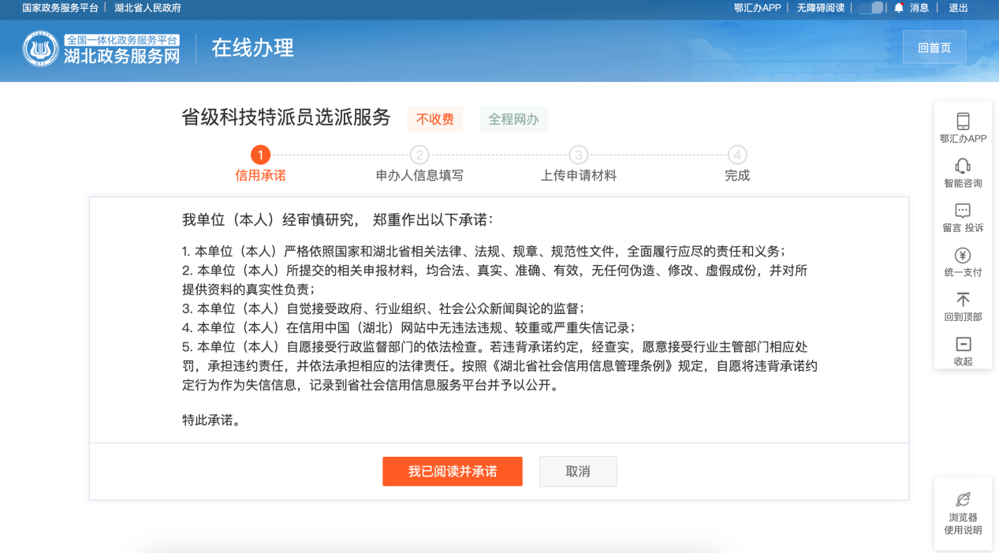 国家政务服务平台 | 湖北省人民政府
鄂汇办APP | 无障碍阅读 | | 消息 | 退出
全国一体化政务服务平台
湖北政务服务网
在线办理
回首页
省级科技特派员选派服务 不收费 全程网办
1 2 3 4
信用承诺 申办人信息填写 上传申请材料 完成
我单位（本人）经审慎研究， 郑重作出以下承诺：
1. 本单位（本人）严格依照国家和湖北省相关法律、法规、规章、规范性文件，全面履行应尽的责任和义务；
2. 本单位（本人）所提交的相关申报材料，均合法、真实、准确、有效，无任何伪造、修改、虚假成份，并对所
提供资料的真实性负责；
3. 本单位（本人）自觉接受政府、行业组织、社会公众新闻舆论的监督；
4. 本单位（本人）在信用中国（湖北）网站中无违法违规、较重或严重失信记录；
5. 本单位（本人）自愿接受行政监督部门的依法检查。若违背承诺约定，经查实，愿意接受行业主管部门相应处
罚，承担违约责任，并依法承担相应的法律责任。按照《湖北省社会信用信息管理条例》规定，自愿将违背承诺约
定行为作为失信信息，记录到省社会信用信息服务平台并予以公开。
特此承诺。
我已阅读并承诺 取消
鄂汇办APP
智能咨询
留言 投诉
统一支付
回到顶部
收起
浏览器
使用说明